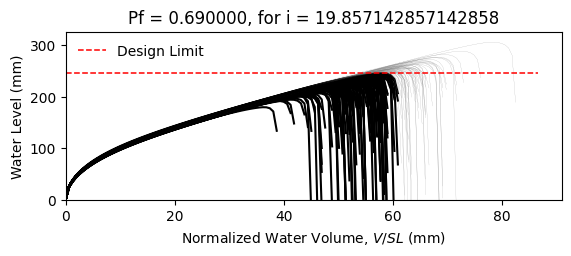 Pf = 0.690000, for i = 19.857142857142858
Water Level (mm)
300
200
100
0
Design Limit
0 20 40 60 80
Normalized Water Volume, V/SL (mm)